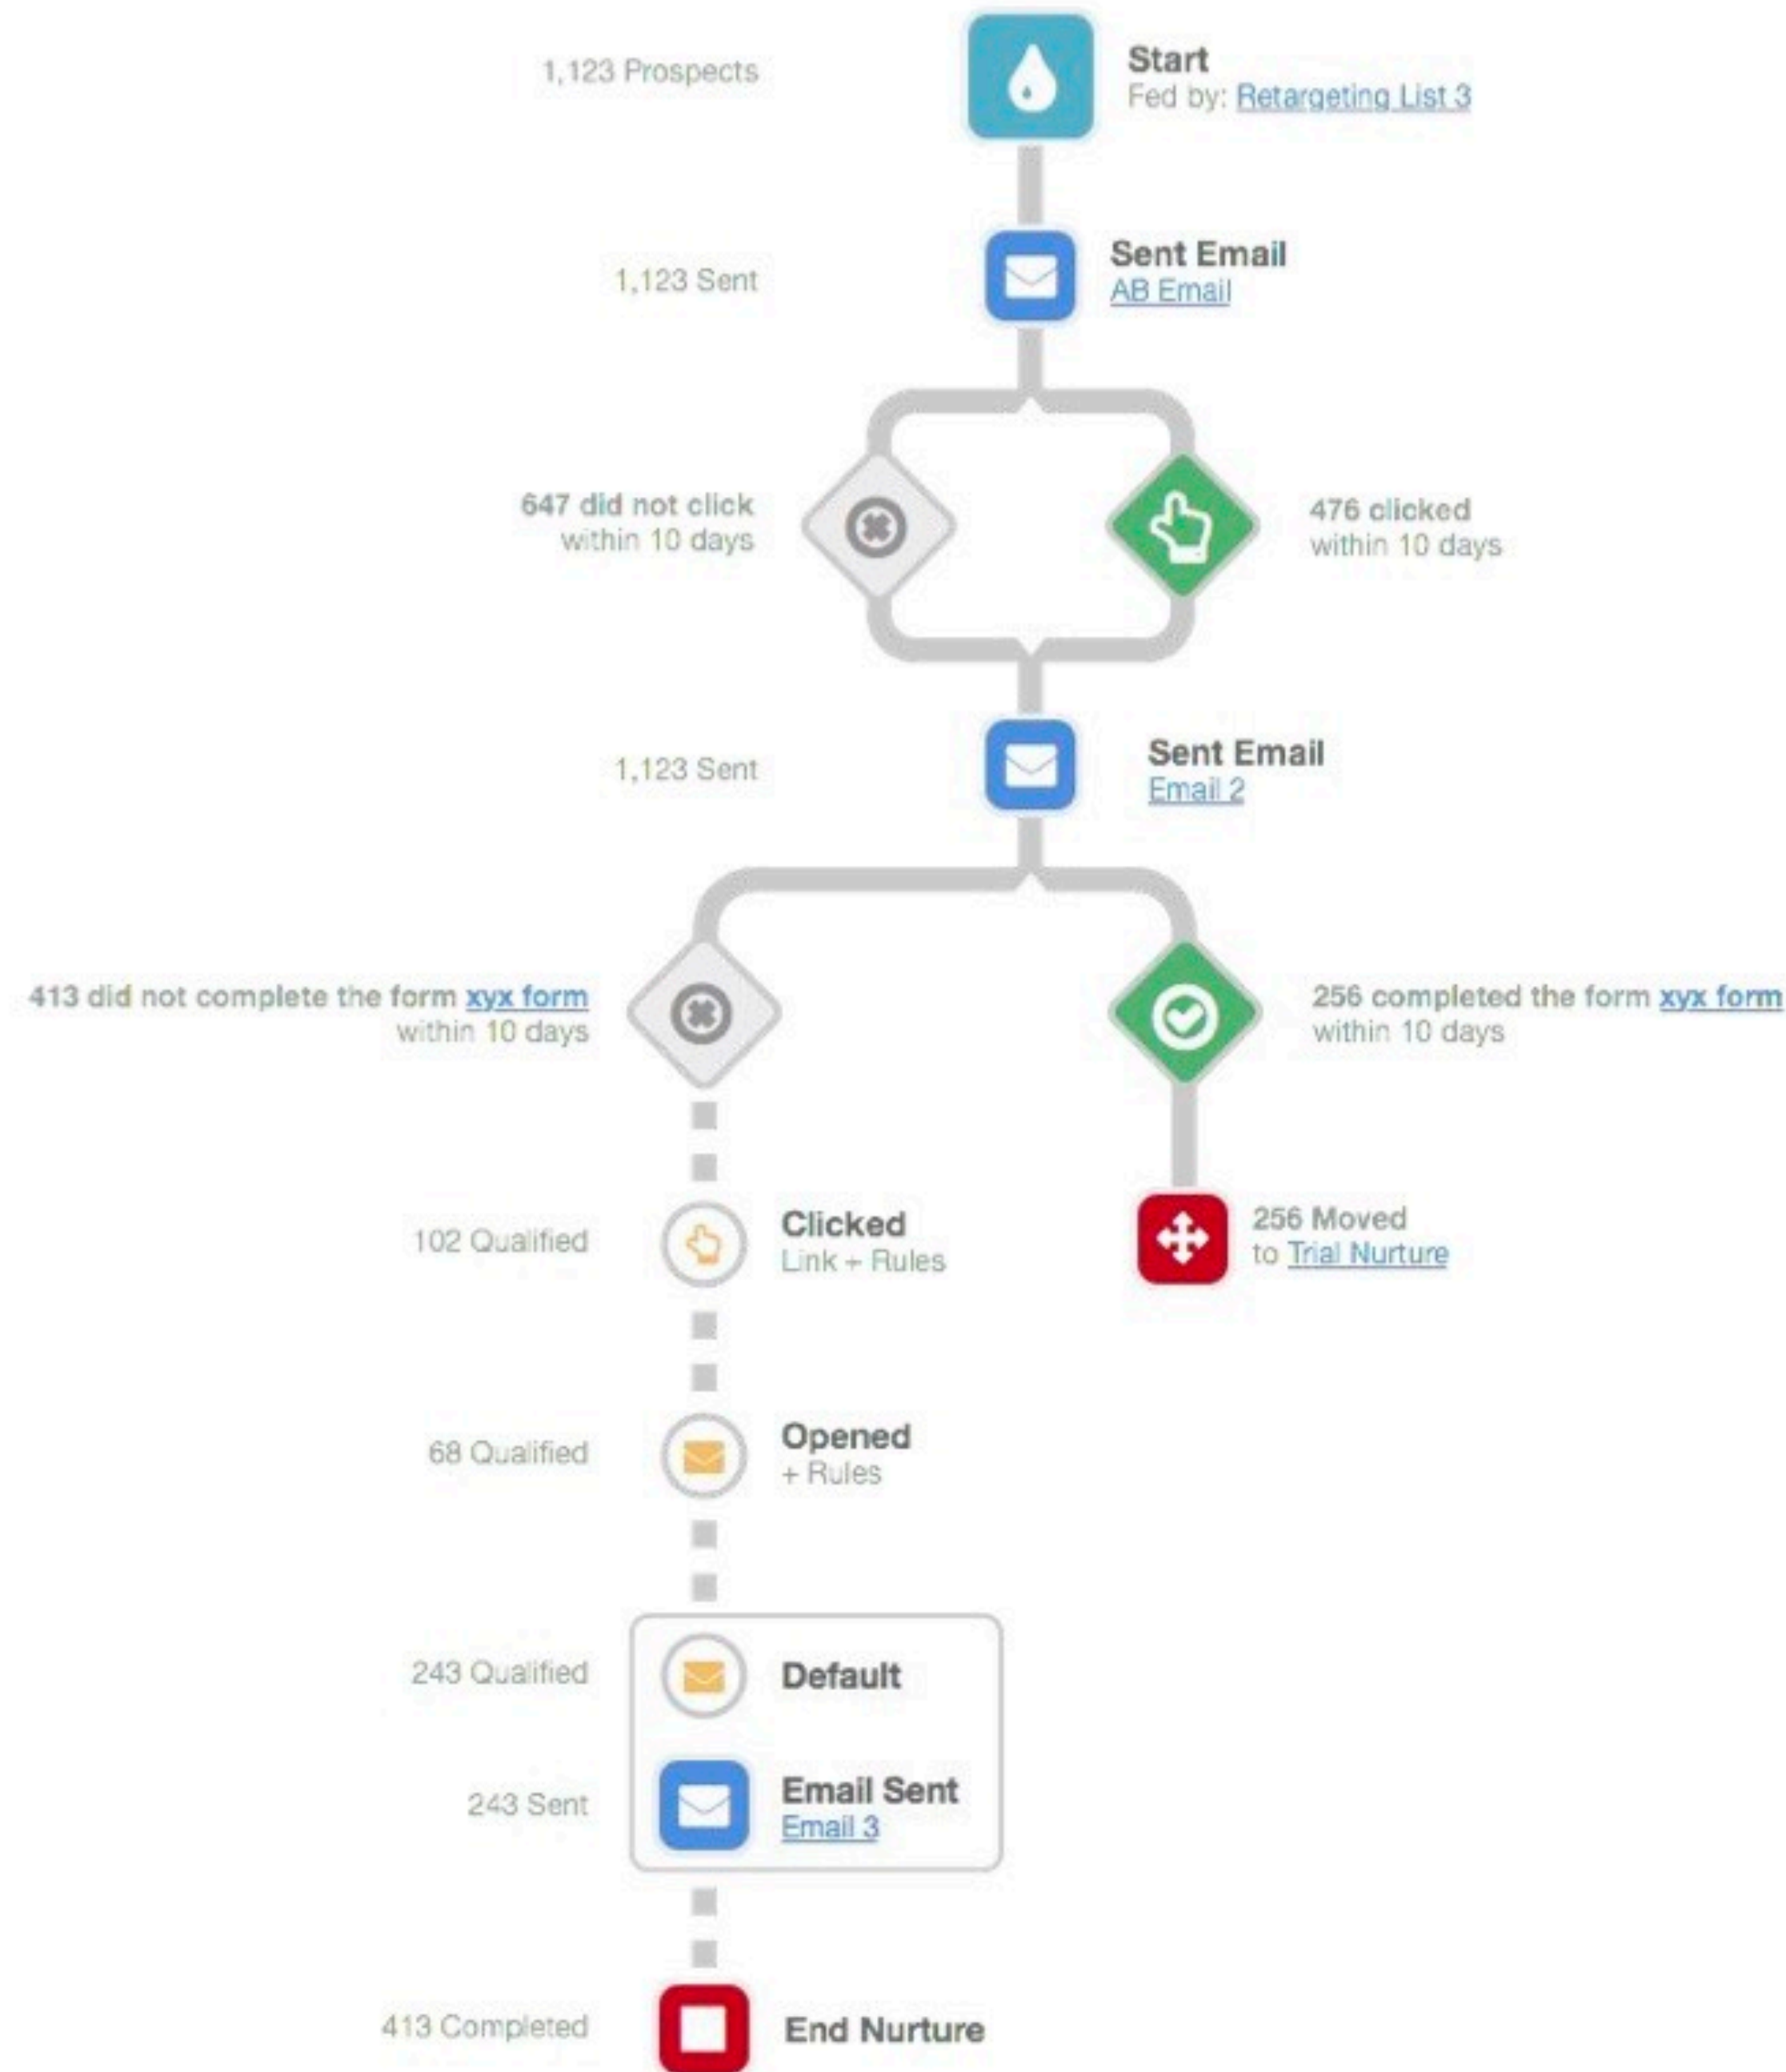 1,123 Prospects
Start
Fed by: Retargeting List 3
1,123 Sent
Sent Email
AB Email
647 did not click
within 10 days
476 clicked
within 10 days
1,123 Sent
Sent Email
Email 2
413 did not complete the form xyx form
within 10 days
256 completed the form xyx form
within 10 days
102 Qualified
Clicked
Link + Rules
256 Moved
to Trial Nurture
68 Qualified
Opened
+ Rules
243 Qualified
Default
243 Sent
Email Sent
Email 3
413 Completed
End Nurture